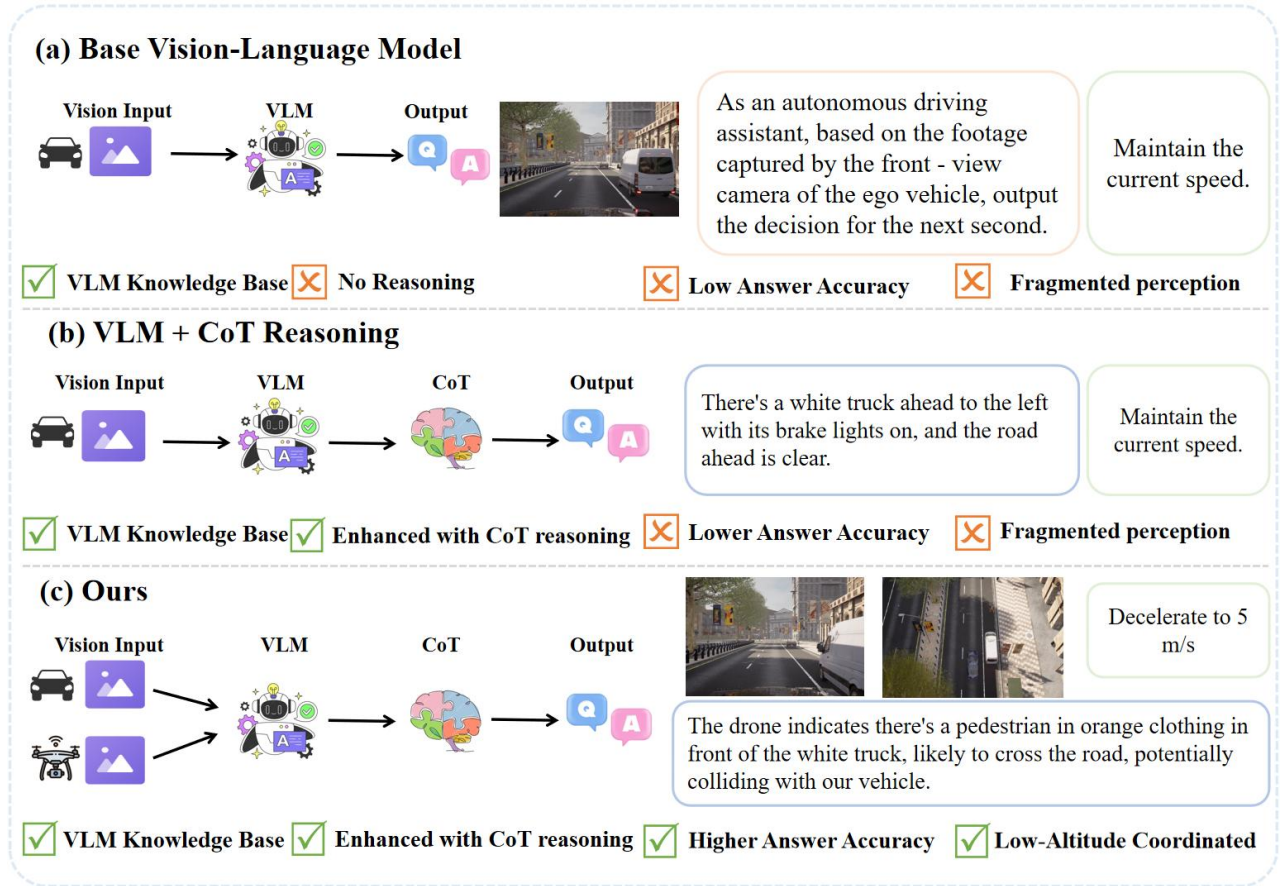 (a) Base Vision-Language Model
Vision Input
VLM
Output
Q
A
A
As an autonomous driving
assistant, based on the footage
captured by the front - view
camera of the ego vehicle, output
the decision for the next second.
Maintain the
current speed.
VLM Knowledge Base
No Reasoning
Low Answer Accuracy
Fragmented perception
(b) VLM + CoT Reasoning
Vision Input
VLM
CoT
Output
A
Q
A
There's a white truck ahead to the left
with its brake lights on, and the road
ahead is clear.
Maintain the
current speed.
VLM Knowledge Base
Enhanced with CoT reasoning
Lower Answer Accuracy
Fragmented perception
(c) Ours
Vision Input
VLM
CoT
Output
A
Q
A
Decelerate to 5
m/s
The drone indicates there's a pedestrian in orange clothing in
front of the white truck, likely to cross the road, potentially
colliding with our vehicle.
VLM Knowledge Base
Enhanced with CoT reasoning
Higher Answer Accuracy
Low-Altitude Coordinated